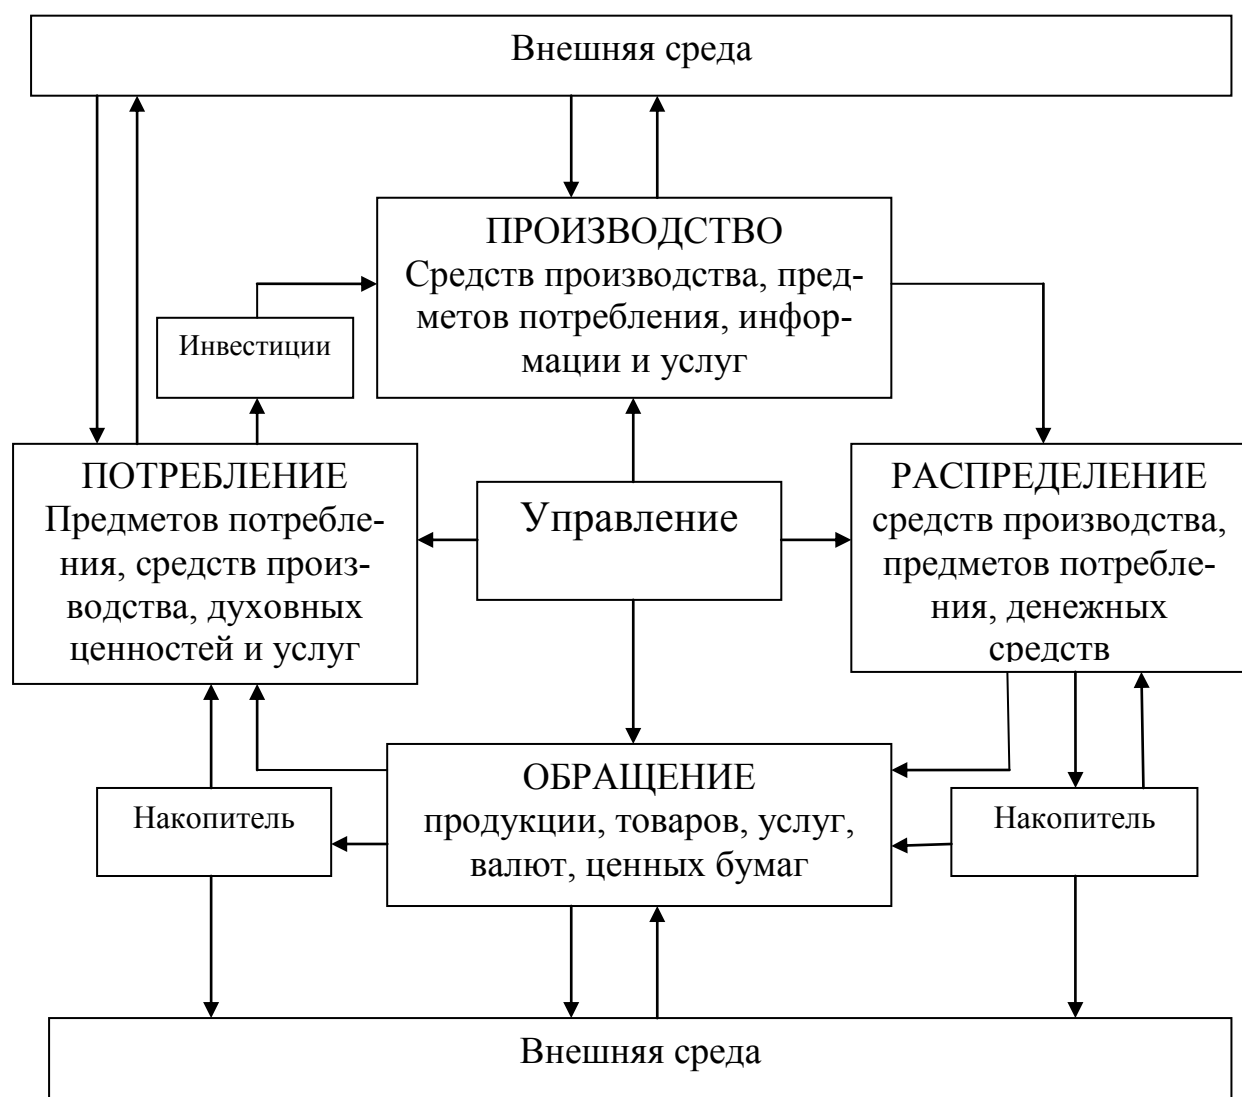 Внешняя среда
ПРОИЗВОДСТВО
Средств производства, пред-
метов потребления, инфор-
мации и услуг
Инвестиции
ПОТРЕБЛЕНИЕ
Предметов потребле-
ния, средств произ-
водства, духовных
ценностей и услуг
Управление
РАСПРЕДЕЛЕНИЕ
средств производства,
предметов потребле-
ния, денежных
средств
ОБРАЩЕНИЕ
продукции, товаров, услуг,
валют, ценных бумаг
Накопитель
Накопитель
Внешняя среда